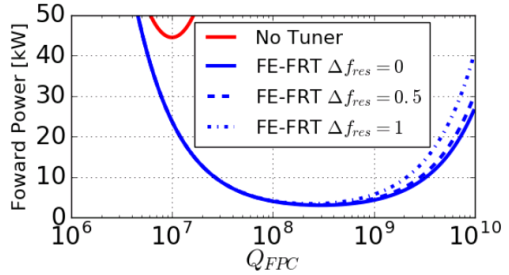 50
40
30
20
10
0
Foward Power [kW]
No Tuner
FE-FRT Δf_res = 0
FE-FRT Δf_res = 0.5
FE-FRT Δf_res = 1
10^6 10^7 10^8 10^9 10^10
Q_FPC